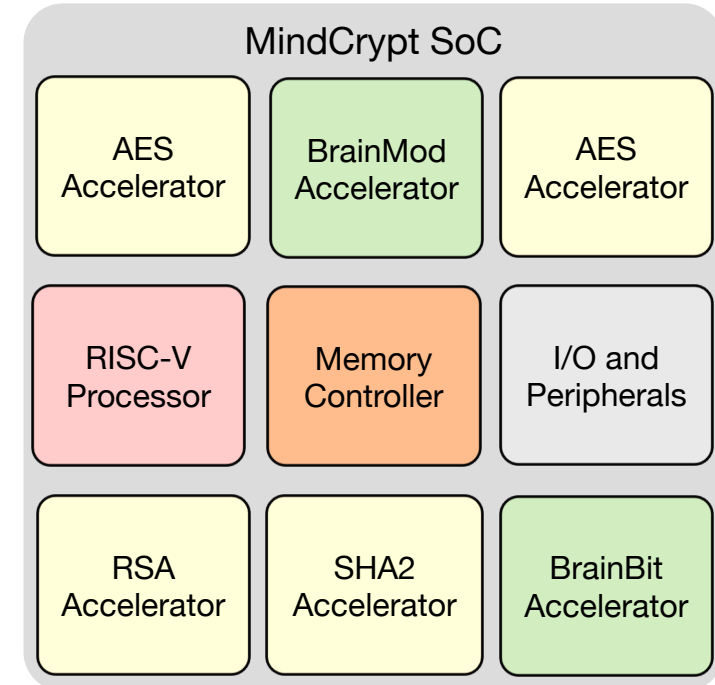 MindCrypt SoC
AES
Accelerator
BrainMod
Accelerator
AES
Accelerator
RISC-V
Processor
Memory
Controller
I/O and
Peripherals
RSA
Accelerator
SHA2
Accelerator
BrainBit
Accelerator